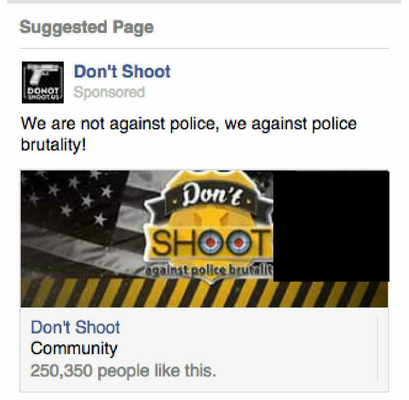 Suggested Page
Don't Shoot
DONOT
SHOOT.US
Sponsored
We are not against police, we against police
brutality!
Don't
SHOOT
against police brutalit
Don't Shoot
Community
250,350 people like this.